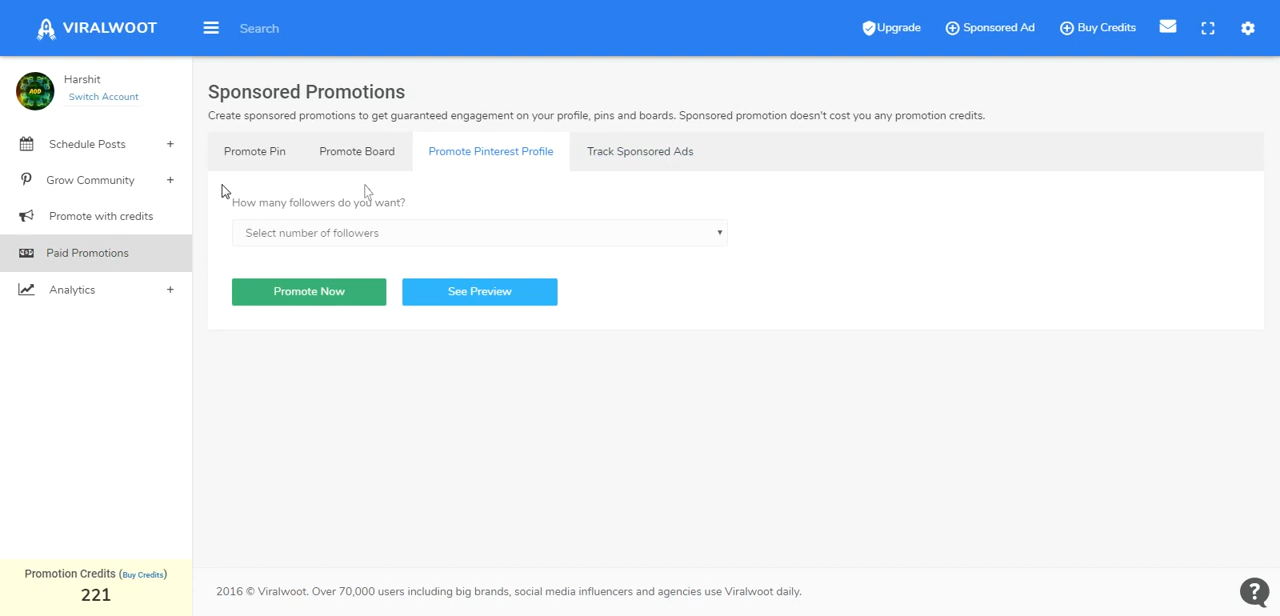 VIRALWOOT
Search
Upgrade
Sponsored Ad
Buy Credits
Harshit
AOD
Switch Account
Schedule Posts +
Grow Community +
Promote with credits
Paid Promotions
Analytics +
Promotion Credits (Buy Credits)
221
Sponsored Promotions
Create sponsored promotions to get guaranteed engagement on your profile, pins and boards. Sponsored promotion doesn't cost you any promotion credits.
Promote Pin
Promote Board
Promote Pinterest Profile
Track Sponsored Ads
How many followers do you want?
Select number of followers
Promote Now
See Preview
2016 © Viralwoot. Over 70,000 users including big brands, social media influencers and agencies use Viralwoot daily.
?